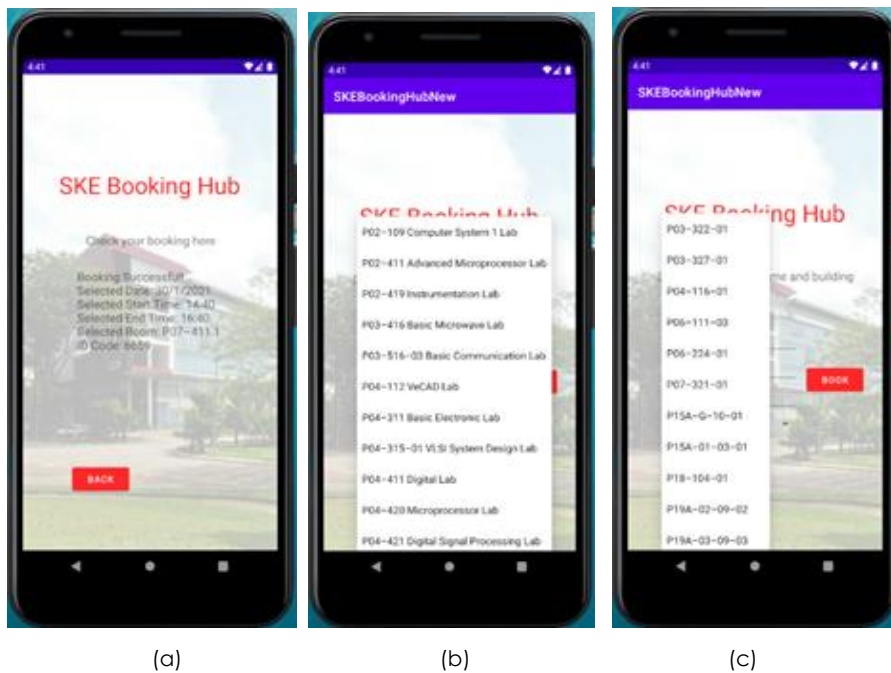 4:41
SKE Booking Hub
Check your booking here
Booking Successful!
Selected Date: 30/1/2021
Selected Start Time: 14:40
Selected End Time: 16:40
Selected Room: P07-411.1
ID Code: 6659
BACK
(a)
4:41
SKEBookingHubNew
SKE Booking Hub
P02-109 Computer System 1 Lab
P02-411 Advanced Microprocessor Lab
P02-419 Instrumentation Lab
P03-416 Basic Microwave Lab
P03-516-03 Basic Communication Lab
P04-112 VeCAD Lab
P04-311 Basic Electronic Lab
P04-315-01 VLSI System Design Lab
P04-411 Digital Lab
P04-420 Microprocessor Lab
P04-421 Digital Signal Processing Lab
(b)
4:41
SKEBookingHubNew
SKE Booking Hub
me and building
P03-322-01
P03-327-01
P04-116-01
P06-111-03
P06-224-01
P07-321-01
BOOK
P15A-G-10-01
P15A-01-03-01
P18-104-01
P19A-02-09-02
P19A-03-09-03
(c)